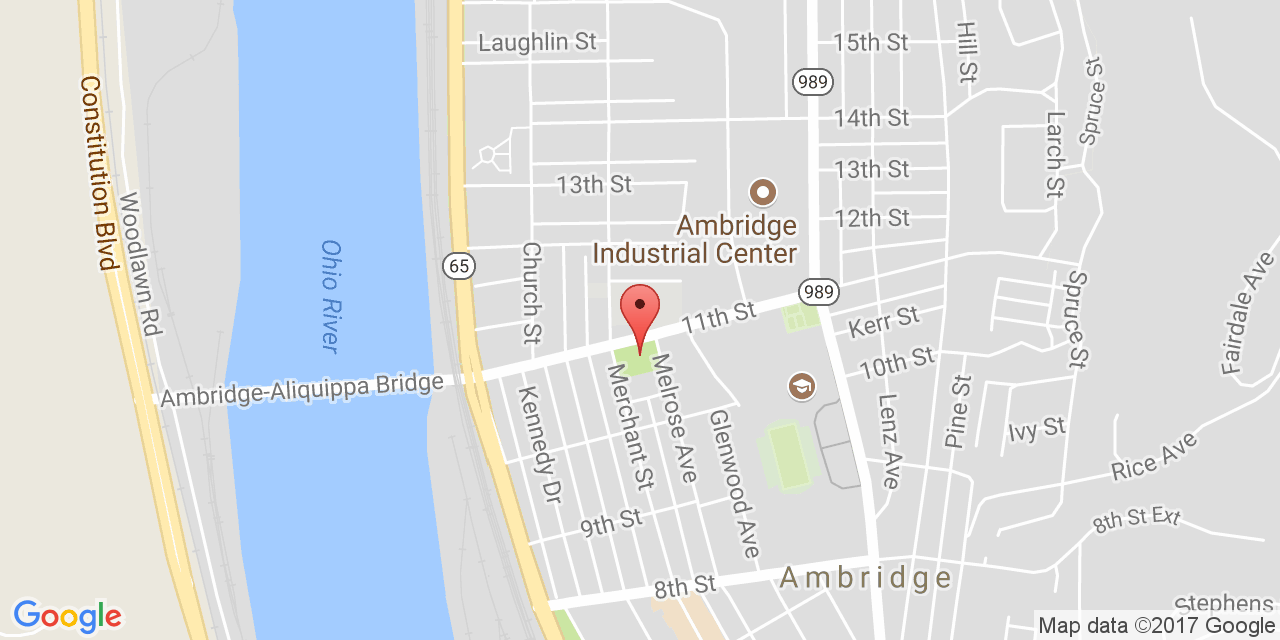 Laughlin St
15th St
Hill St
989
14th St
Spruce St
Larch St
Constitution Blvd
13th St
13th St
Woodlawn Rd
12th St
Ambridge
Industrial Center
Ohio River
Church St
65
989
Spruce St
Fairdale Ave
11th St
Kerr St
10th St
Ambridge-Aliquippa Bridge
Kennedy Dr
Merchant St
Melrose Ave
Glenwood Ave
Lenz Ave
Pine St
Ivy St
Rice Ave
9th St
8th St Ext
8th St
Ambridge
Stephens
Google
Map data ©2017 Google